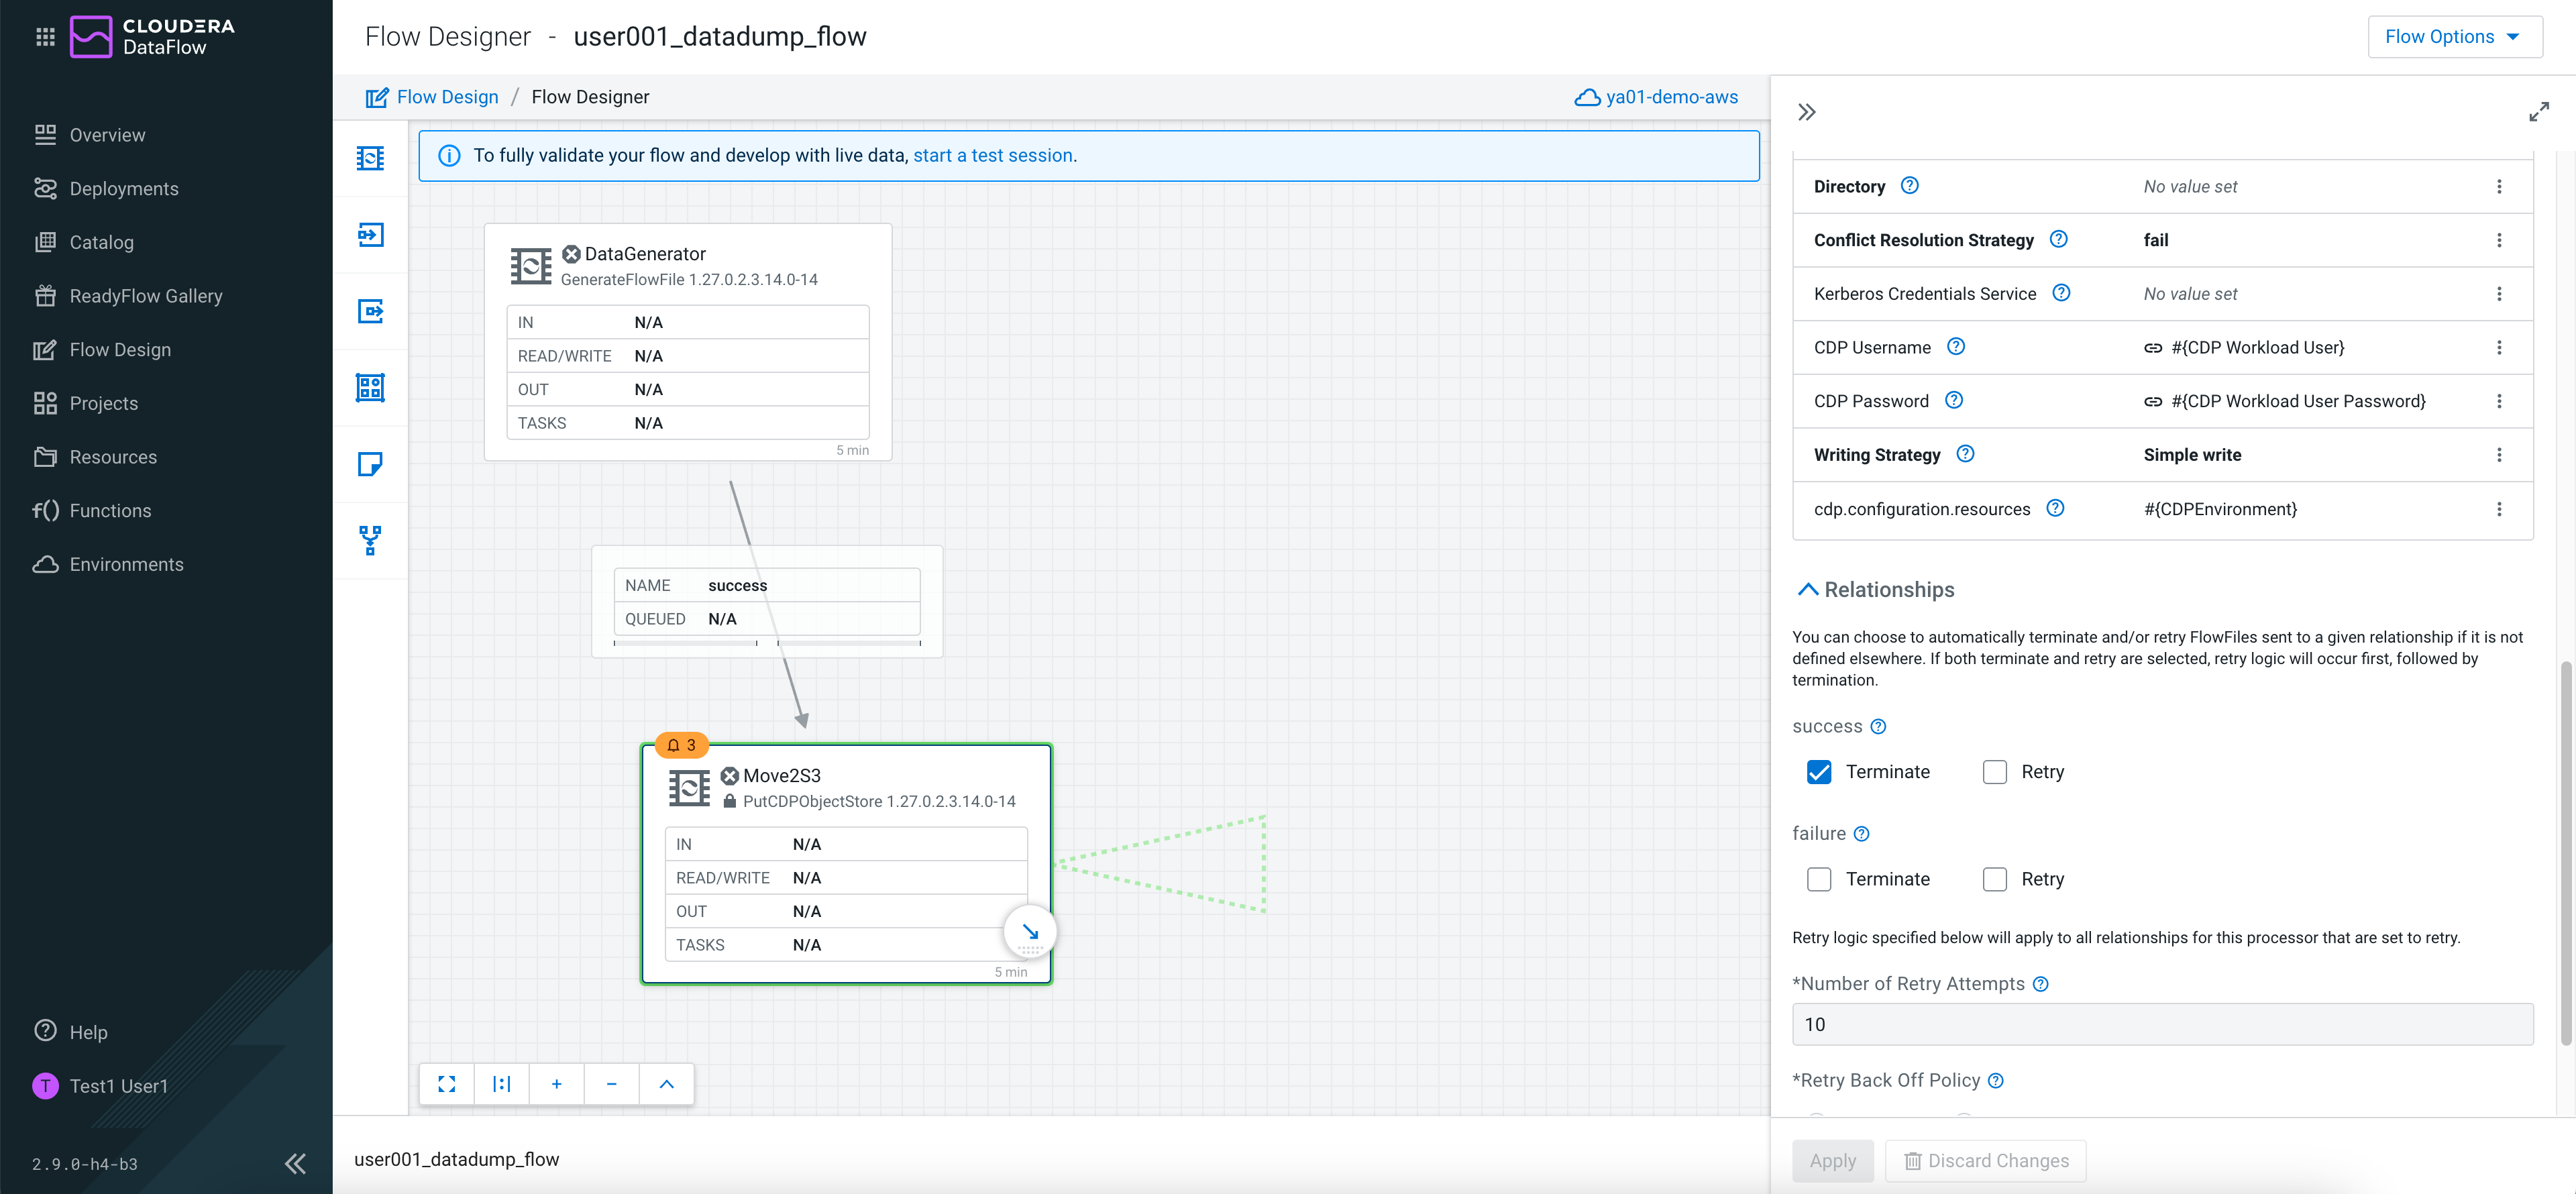 CLOUDERA
DataFlow
Overview
Deployments
Catalog
ReadyFlow Gallery
Flow Design
Projects
Resources
f() Functions
Environments
Help
T Test1 User1
2.9.0-h4-b3
Flow Designer - user001_datadump_flow
Flow Options
Flow Design / Flow Designer
ya01-demo-aws
To fully validate your flow and develop with live data, start a test session.
DataGenerator
GenerateFlowFile 1.27.0.2.3.14.0-14
IN N/A
READ/WRITE N/A
OUT N/A
TASKS N/A
5 min
NAME success
QUEUED N/A
3
Move2S3
PutCDPObjectStore 1.27.0.2.3.14.0-14
IN N/A
READ/WRITE N/A
OUT N/A
TASKS N/A
5 min
user001_datadump_flow
Directory No value set
Conflict Resolution Strategy fail
Kerberos Credentials Service No value set
CDP Username #{CDP Workload User}
CDP Password #{CDP Workload User Password}
Writing Strategy Simple write
cdp.configuration.resources #{CDPEnvironment}
Relationships
You can choose to automatically terminate and/or retry FlowFiles sent to a given relationship if it is not
defined elsewhere. If both terminate and retry are selected, retry logic will occur first, followed by
termination.
success
Terminate Retry
failure
Terminate Retry
Retry logic specified below will apply to all relationships for this processor that are set to retry.
*Number of Retry Attempts
10
*Retry Back Off Policy
Apply Discard Changes